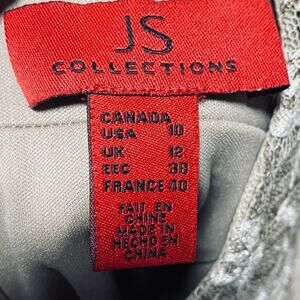 JS
COLLECTIONS
CANADA
USA 10
UK 12
EEC 38
FRANCE 40
FAIT EN
CHINE
MADE IN
HECHO EN
CHINA